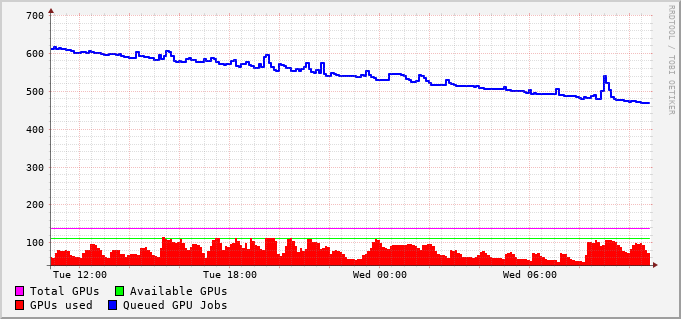 700
600
500
400
300
200
100
Tue 12:00 Tue 18:00 Wed 00:00 Wed 06:00
Total GPUs Available GPUs
GPUs used Queued GPU Jobs
RRDTOOL / TOBI OETIKER